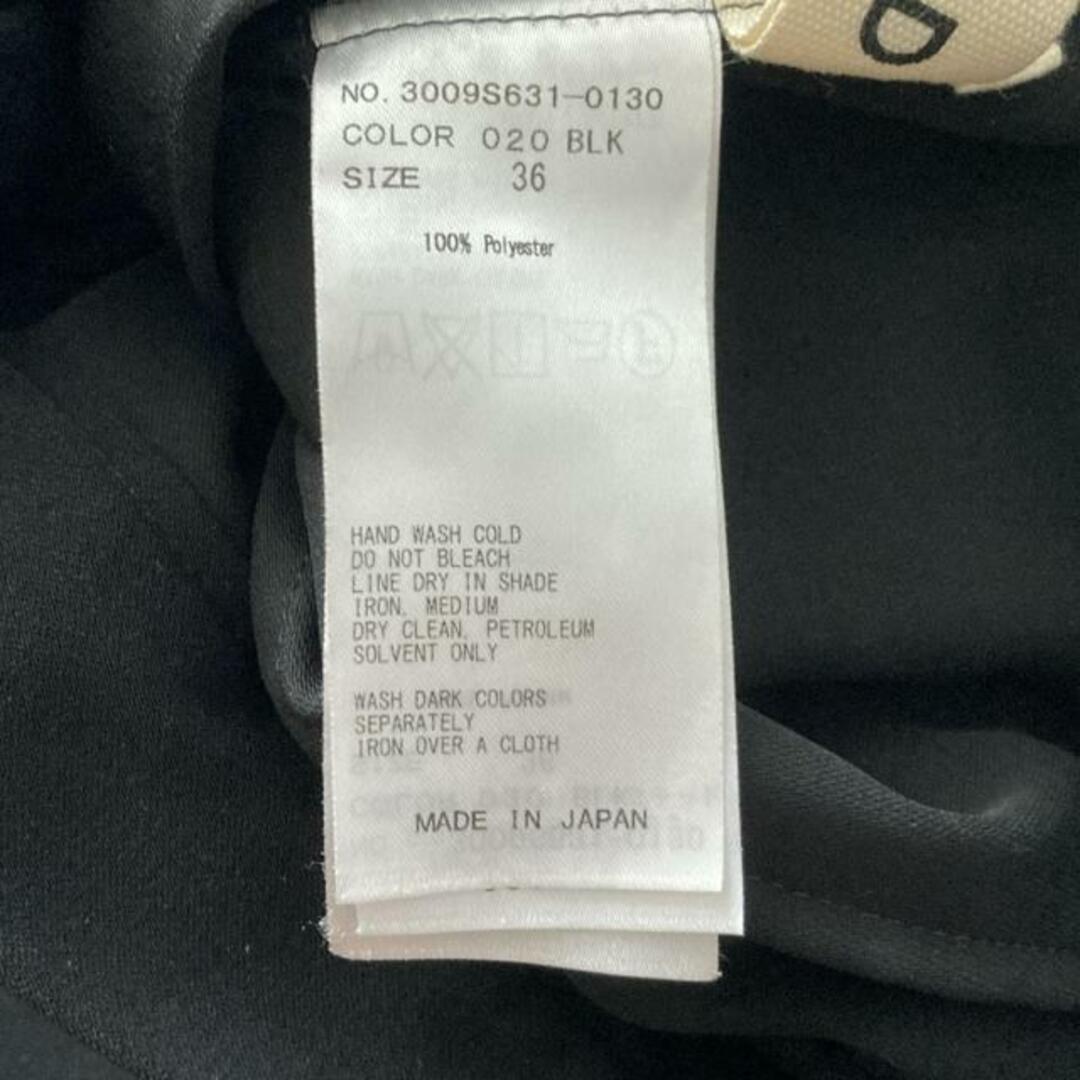 NO. 3009S631-0130
COLOR 020 BLK
SIZE 36
100% Polyester
HAND WASH COLD
DO NOT BLEACH
LINE DRY IN SHADE
IRON. MEDIUM
DRY CLEAN. PETROLEUM
SOLVENT ONLY
WASH DARK COLORS
SEPARATELY
IRON OVER A CLOTH
MADE IN JAPAN